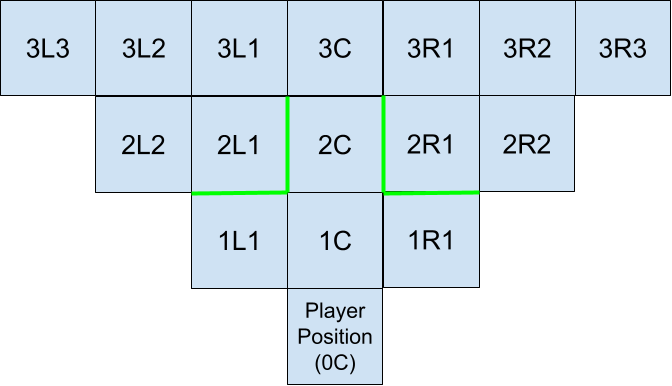 3L3 3L2 3L1 3C 3R1 3R2 3R3
2L2 2L1 2C 2R1 2R2
1L1 1C 1R1
Player
Position
(0C)